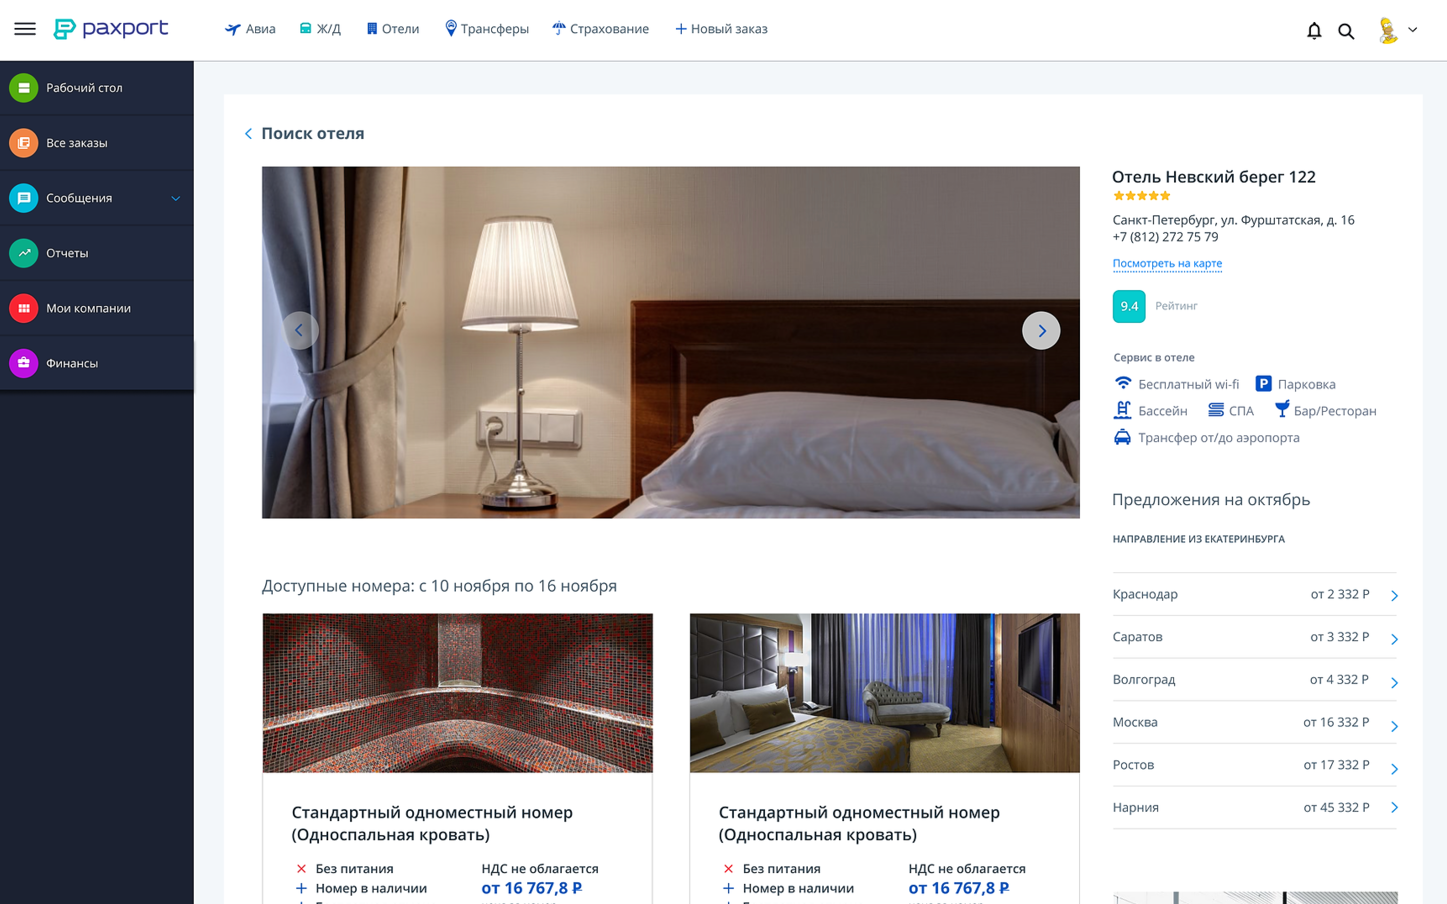 paxport
Авиа
Ж/Д
Отели
Трансферы
Страхование
Новый заказ
Рабочий стол
Все заказы
Сообщения
Отчеты
Мои компании
Финансы
Поиск отеля
Отель Невский берег 122
Санкт-Петербург, ул. Фурштатская, д. 16
+7 (812) 272 75 79
Посмотреть на карте
9.4 Рейтинг
Сервис в отеле
Бесплатный wi-fi P Парковка
Бассейн СПА Бар/Ресторан
Трансфер от/до аэропорта
Предложения на октябрь
НАПРАВЛЕНИЕ ИЗ ЕКАТЕРИНБУРГА
Краснодар от 2 332 Р
Саратов от 3 332 Р
Волгоград от 4 332 Р
Москва от 16 332 Р
Ростов от 17 332 Р
Нарния от 45 332 Р
Доступные номера: с 10 ноября по 16 ноября
Стандартный одноместный номер
(Односпальная кровать)
Без питания НДС не облагается
Номер в наличии от 16 767,8 ₽
Стандартный одноместный номер
(Односпальная кровать)
Без питания НДС не облагается
Номер в наличии от 16 767,8 ₽